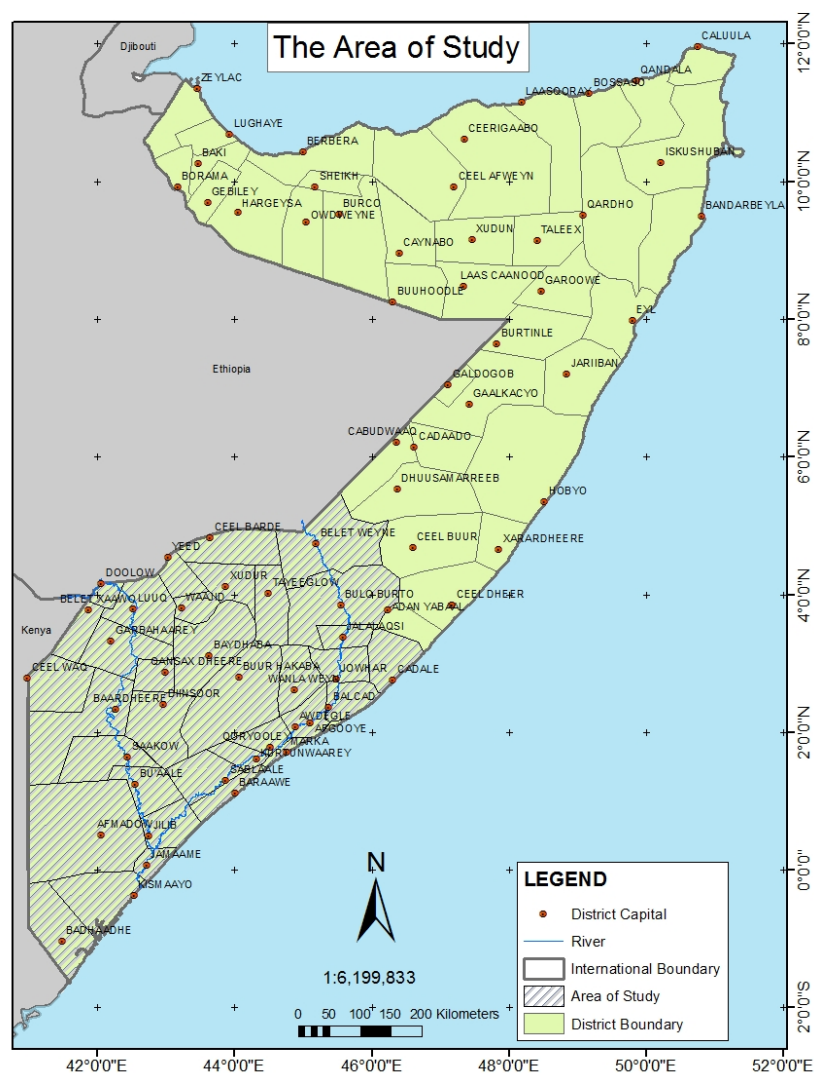 The Area of Study
Djibouti
CALUULA
12°0'0"N
ZEYLAC
QANDALA
BOSSASO
LAASQORAY
LUGHAYE
CEERIGAABO
BERBERA
BAKI
ISKUSHUBAN
BORAMA
SHEIKH
CEEL AFWEYN
10°0'0"N
GEBILEY
HARGEYSA
BURCO
QARDHO
BANDARBEYLA
OWDWEYNE
XUDUN
TALEEX
CAYNABO
LAAS CAANOOD
GAROOWE
BUUHOODLE
EYL
8°0'0"N
BURTINLE
Ethiopia
JARIIBAN
GALDOGOB
GAALKACYO
CABUDWAAQ
CADAADO
6°0'0"N
DHUUSAMARREEB
HOBYO
CEEL BARDE
BELET WEYNE
CEEL BUUR
XARARDHEERE
YEED
DOOLOW
XUDUR
TAYEEGLOW
BELET XAAWO
LUUQ
WAAJID
BULO BURTO
CEEL DHEER
4°0'0"N
ADAN YABAAL
Kenya
GARBAHAAREY
JALALAQSI
BAYDHABA
CEEL WAQ
QANSAX DHEERE
BUUR HAKABA
JOWHAR
CADALE
WANLA WEYN
BAARDHEERE
DIINSOOR
BALCAD
AWDEGLE
AFGOOYE
2°0'0"N
QORYOOLEY
MARKA
SAAKOW
KURTUNWAAREY
BU'AALE
SABLAALE
BARAAWE
AFMADOW
JILIB
JAMAAME
0°0'0"
KISMAAYO
BADHAADHE
N
LEGEND
District Capital
River
International Boundary
Area of Study
District Boundary
1:6,199,833
0 50 100 150 200 Kilometers
2°0'0"S
42°0'0"E 44°0'0"E 46°0'0"E 48°0'0"E 50°0'0"E 52°0'0"E